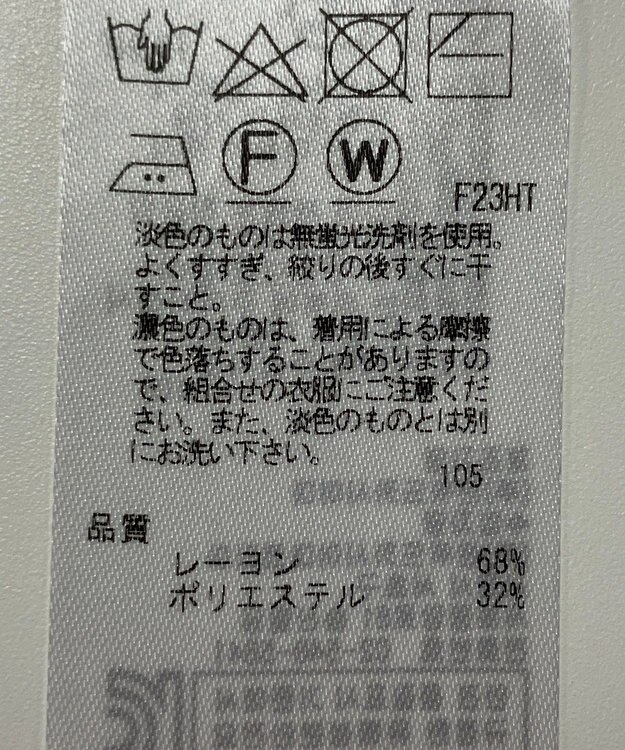 F W
F23HT
淡色のものは無蛍光洗剤を使用。
よくすすぎ、絞りの後すぐに干
すこと。
濃色のものは、着用による摩擦
で色落ちすることがありますの
で、組合せの衣服にご注意くだ
さい。また、淡色のものとは別
にお洗い下さい。
105
品質
レーヨン 68%
ポリエステル 32%